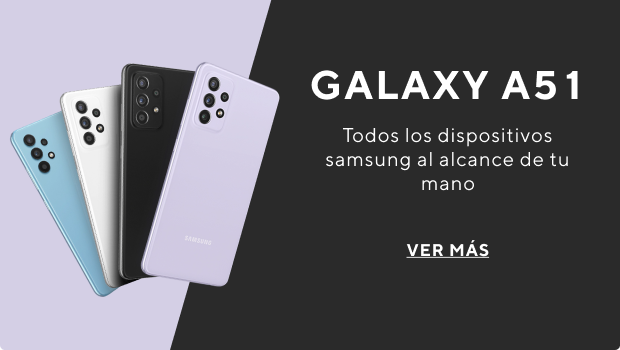 GALAXY A51
Todos los dispositivos
samsung al alcance de tu
mano
VER MÁS
SAMSUNG